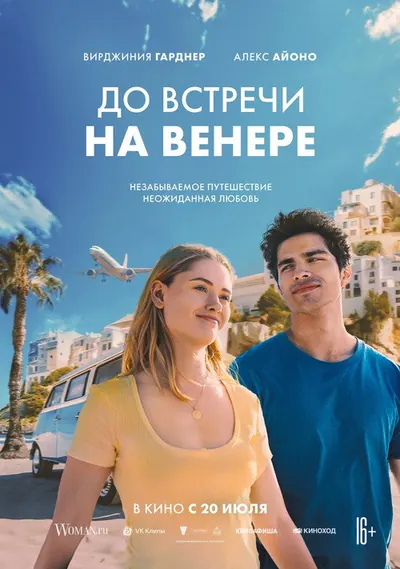 ВИРДЖИНИЯ ГАРДНЕР АЛЕКС АЙОНО
ДО ВСТРЕЧИ
НА ВЕНЕРЕ
НЕЗАБЫВАЕМОЕ ПУТЕШЕСТВИЕ
НЕОЖИДАННАЯ ЛЮБОВЬ
В КИНО С 20 ИЮЛЯ
WOMAN.ru VK Клипы КИНОАФИША КИНОХОД 16+